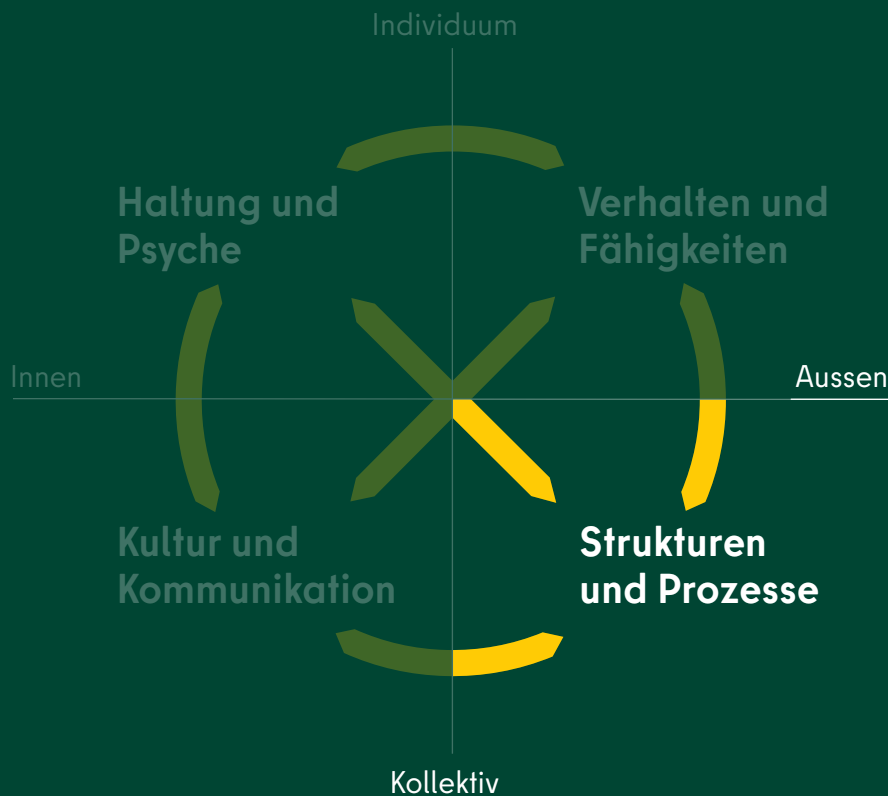 Individuum
Haltung und
Psyche
Verhalten und
Fähigkeiten
Innen
Aussen
Kultur und
Kommunikation
Strukturen
und Prozesse
Kollektiv